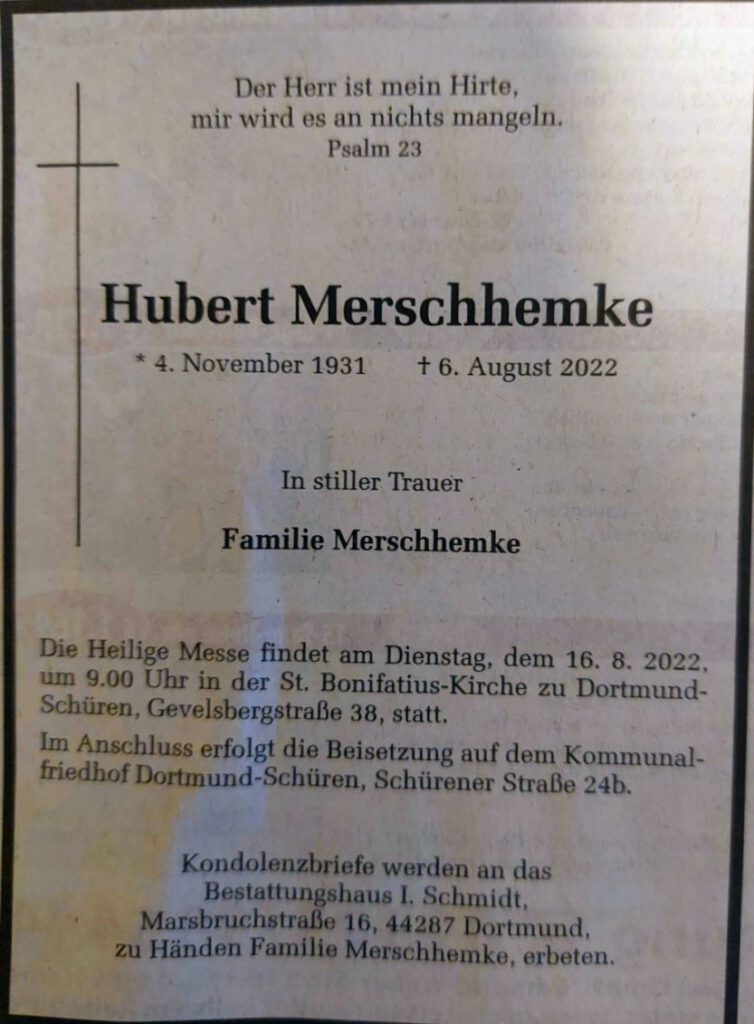 Der Herr ist mein Hirte,
mir wird es an nichts mangeln.
Psalm 23
Hubert Merschhemke
* 4. November 1931 † 6. August 2022
In stiller Trauer
Familie Merschhemke
Die Heilige Messe findet am Dienstag, dem 16. 8. 2022,
um 9.00 Uhr in der St. Bonifatius-Kirche zu Dortmund-
Schüren, Gevelsbergstraße 38, statt.
Im Anschluss erfolgt die Beisetzung auf dem Kommunal-
friedhof Dortmund-Schüren, Schürener Straße 24b.
Kondolenzbriefe werden an das
Bestattungshaus I. Schmidt,
Marsbruchstraße 16, 44287 Dortmund,
zu Händen Familie Merschhemke, erbeten.